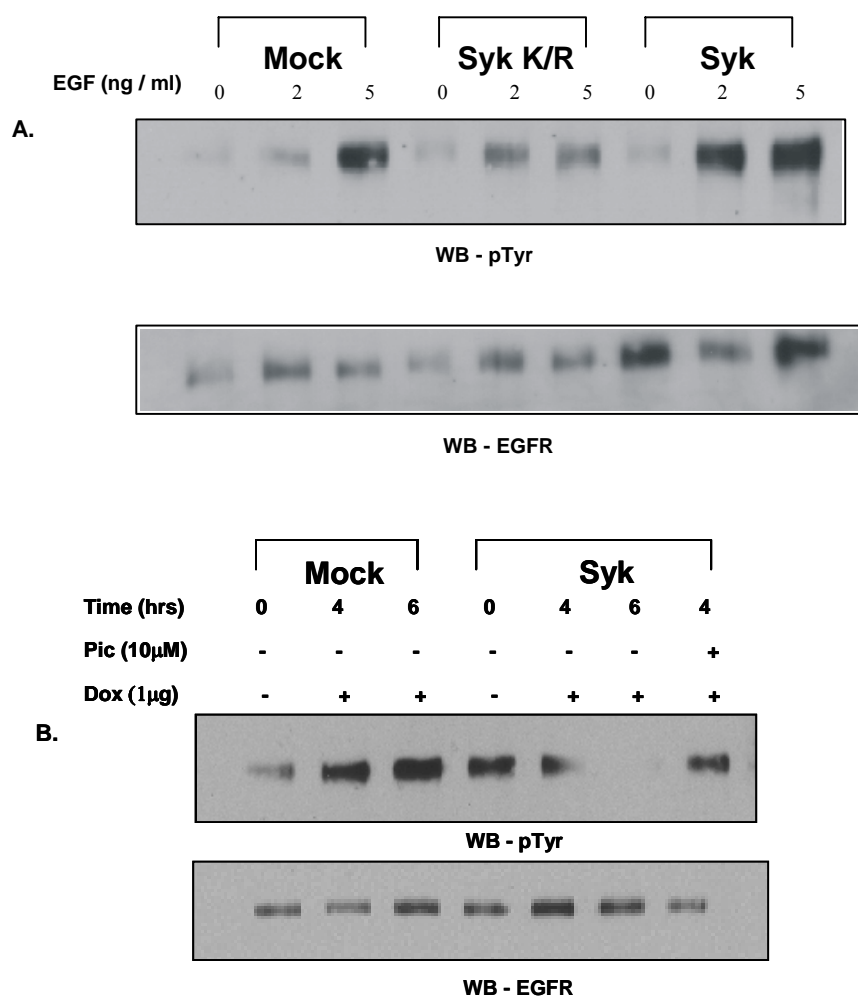 Mock Syk K/R Syk
EGF (ng / ml) 0 2 5 0 2 5 0 2 5
A.
WB - pTyr
WB - EGFR
Mock Syk
Time (hrs) 0 4 6 0 4 6 4
Pic (10µM) - - - - - - +
Dox (1µg) - + + - + + +
B.
WB - pTyr
WB - EGFR